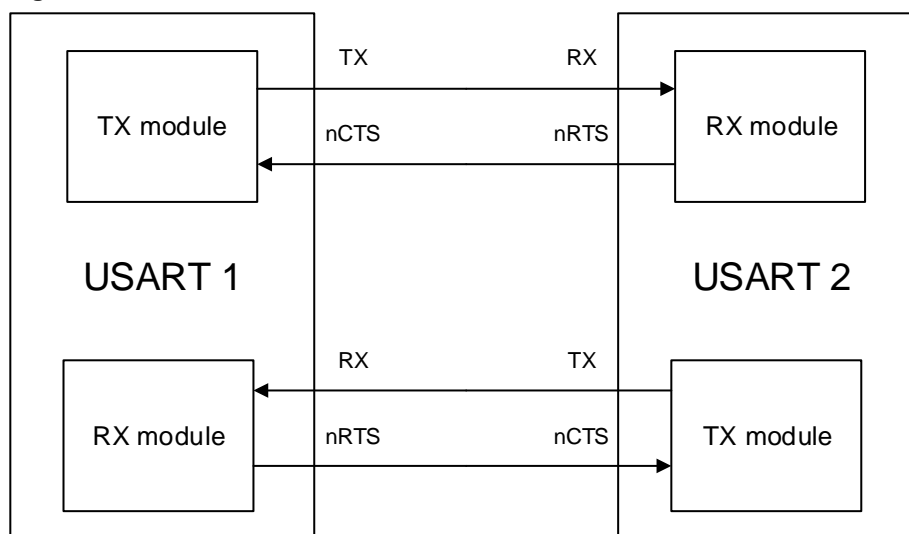 TX RX
TX module RX module
nCTS nRTS
USART 1 USART 2
RX TX
RX module TX module
nRTS nCTS